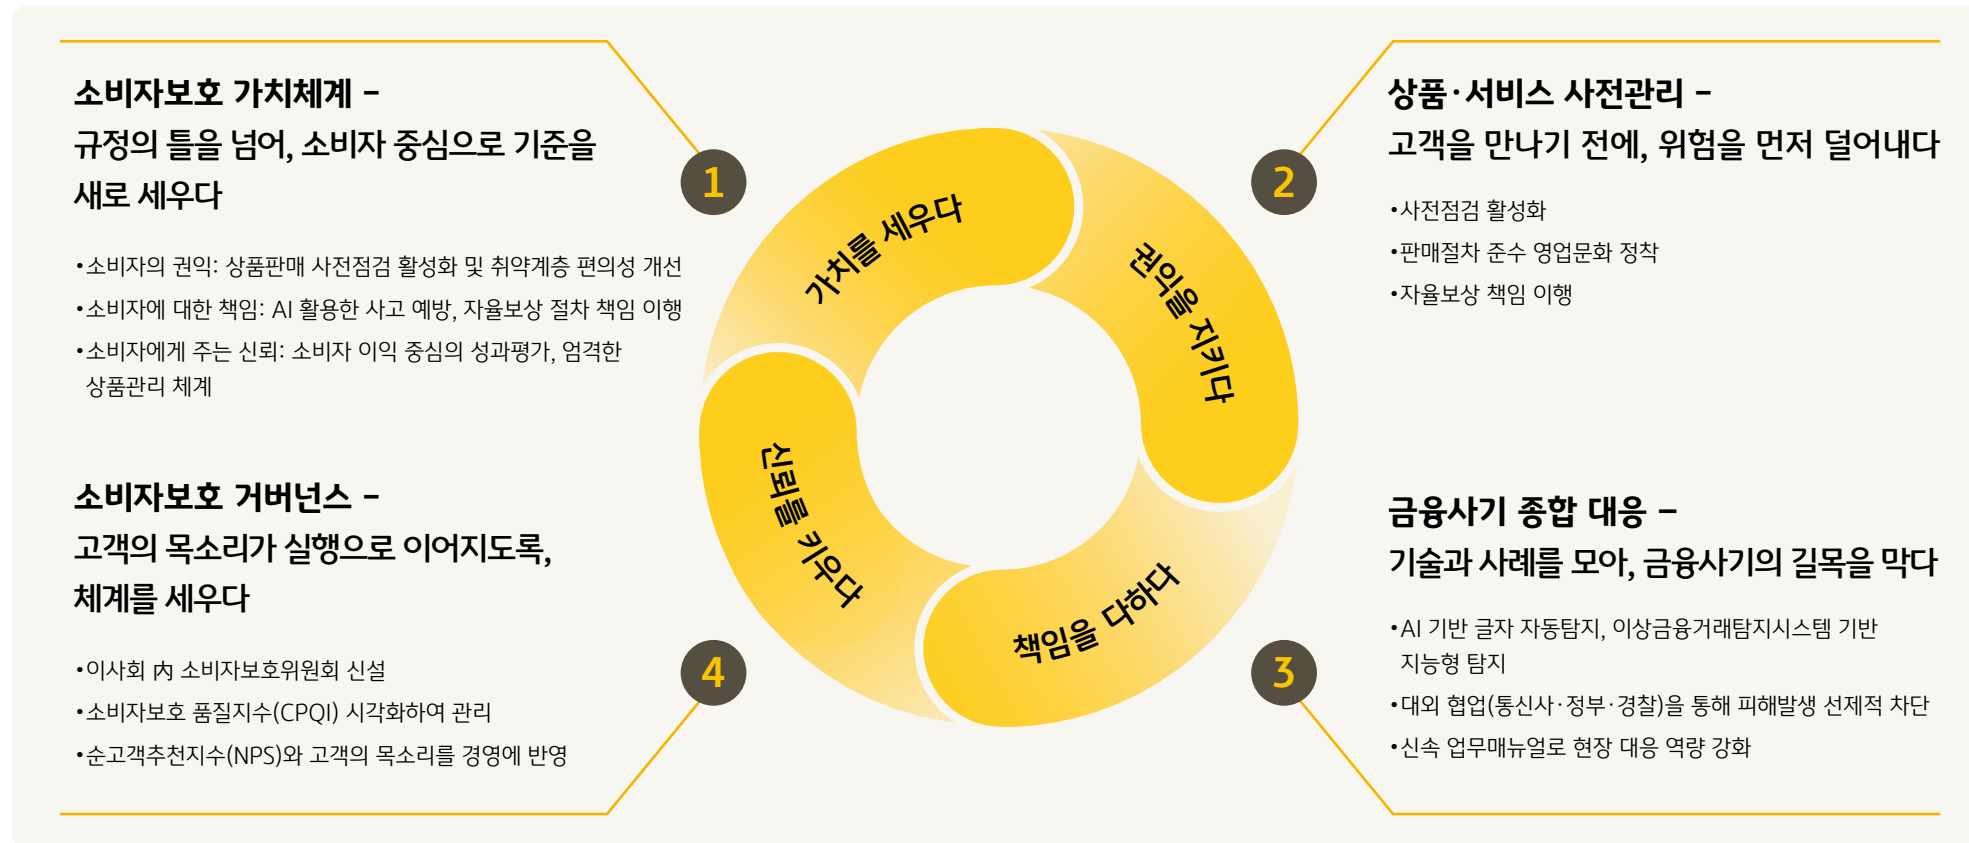 소비자보호 가치체계 –
규정의 틀을 넘어, 소비자 중심으로 기준을
새로 세우다
•소비자의 권익: 상품판매 사전점검 활성화 및 취약계층 편의성 개선
•소비자에 대한 책임: AI 활용한 사고 예방, 자율보상 절차 책임 이행
•소비자에게 주는 신뢰: 소비자 이익 중심의 성과평가, 엄격한
상품관리 체계
1
가치를 세우다
상품·서비스 사전관리 –
고객을 만나기 전에, 위험을 먼저 덜어내다
•사전점검 활성화
•판매절차 준수 영업문화 정착
•자율보상 책임 이행
2
권익을 지키다
금융사기 종합 대응 –
기술과 사례를 모아, 금융사기의 길목을 막다
•AI 기반 글자 자동탐지, 이상금융거래탐지시스템 기반
지능형 탐지
•대외 협업(통신사·정부·경찰)을 통해 피해발생 선제적 차단
•신속 업무매뉴얼로 현장 대응 역량 강화
3
책임을 다하다
소비자보호 거버넌스 –
고객의 목소리가 실행으로 이어지도록,
체계를 세우다
•이사회 內 소비자보호위원회 신설
•소비자보호 품질지수(CPQI) 시각화하여 관리
•순고객추천지수(NPS)와 고객의 목소리를 경영에 반영
4
신뢰를 키우다